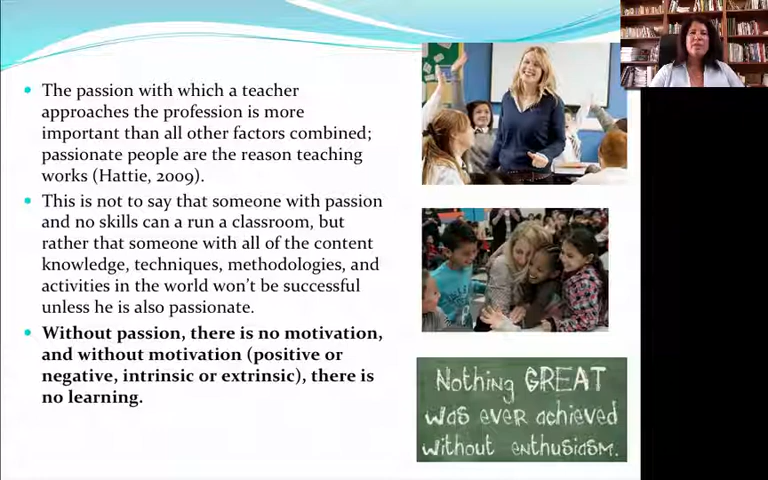 The passion with which a teacher
approaches the profession is more
important than all other factors combined;
passionate people are the reason teaching
works (Hattie, 2009).
This is not to say that someone with passion
and no skills can a run a classroom, but
rather that someone with all of the content
knowledge, techniques, methodologies, and
activities in the world won't be successful
unless he is also passionate.
Without passion, there is no motivation,
and without motivation (positive or
negative, intrinsic or extrinsic), there is
no learning.
Nothing GREAT
was ever achieved
without enthusiasm.